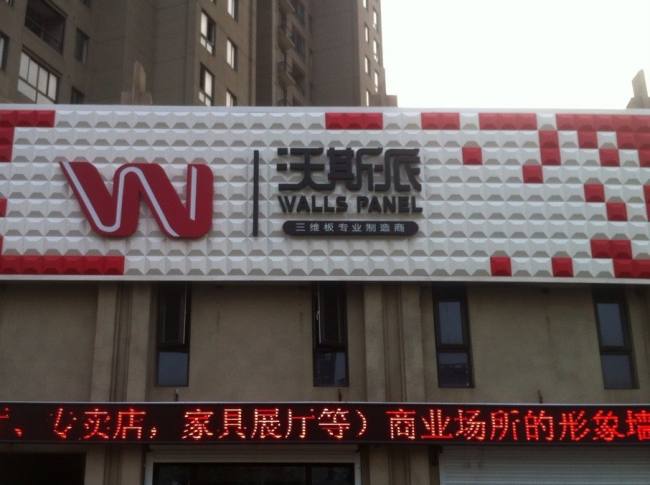 W
沃斯派
WALLS PANEL
三维板专业制造商
、专卖店，家具展厅等）商业场所的形象墙